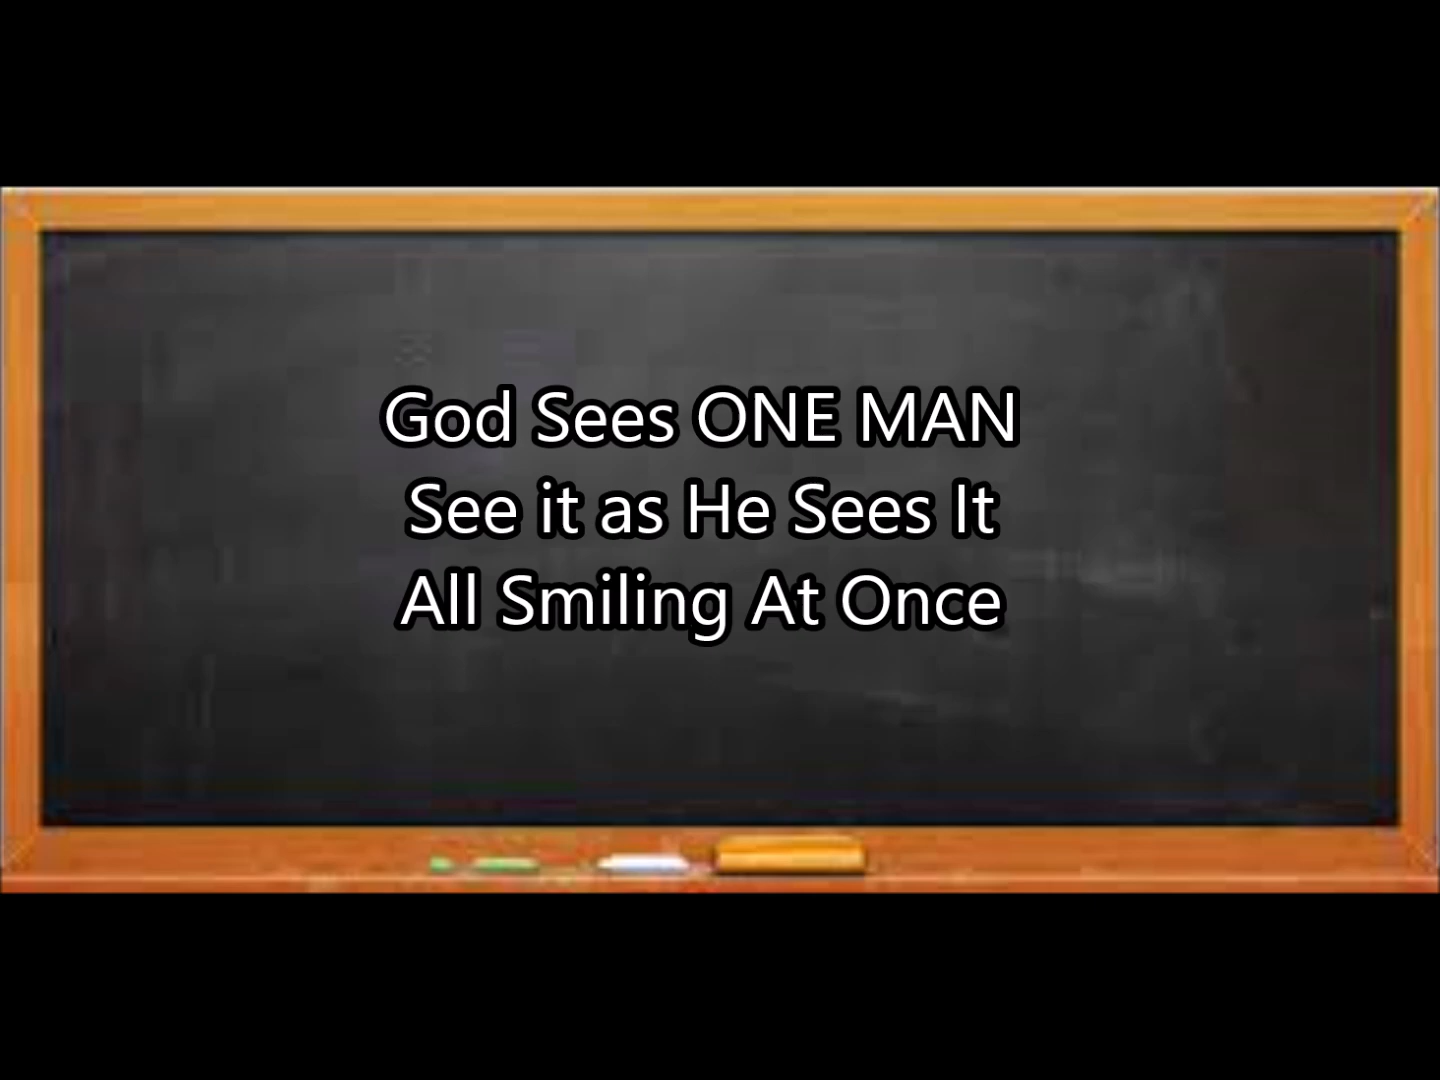 God Sees ONE MAN
See it as He Sees It
All Smiling At Once